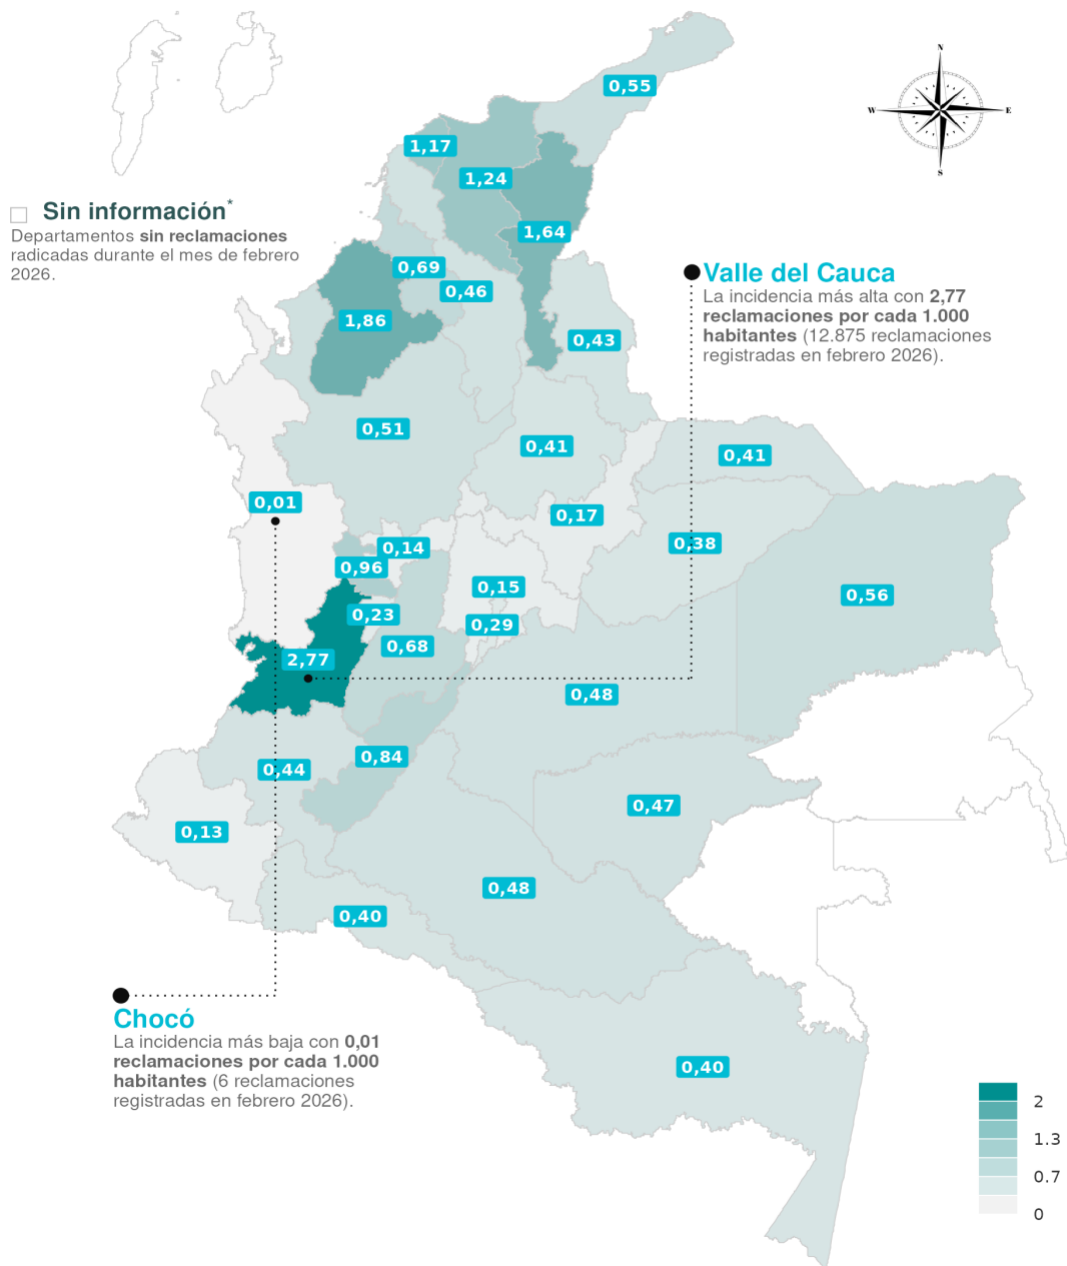 N
W
E
S
0,55
1,17
1,24
1,64
Sin información*
Departamentos sin reclamaciones
radicadas durante el mes de febrero
2026.
0,69
0,46
1,86
0,43
Valle del Cauca
La incidencia más alta con 2,77
reclamaciones por cada 1.000
habitantes (12.875 reclamaciones
registradas en febrero 2026).
0,51
0,41
0,41
0,01
0,17
0,38
0,14
0,96
0,15
0,56
0,23
0,29
0,68
2,77
0,48
0,84
0,44
0,47
0,13
0,48
0,40
Chocó
La incidencia más baja con 0,01
reclamaciones por cada 1.000
habitantes (6 reclamaciones
registradas en febrero 2026).
0,40
2
1.3
0.7
0